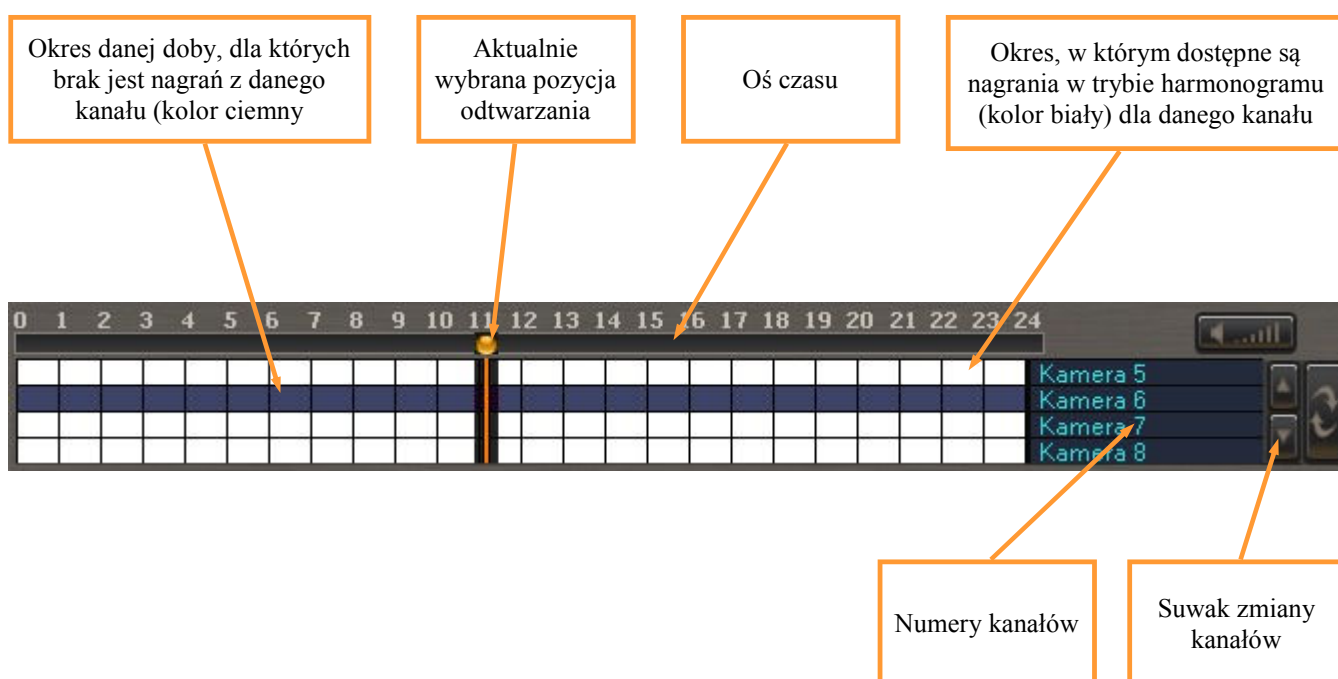 Okres danej doby, dla których
brak jest nagrań z danego
kanału (kolor ciemny
Aktualnie
wybrana pozycja
odtwarzania
Oś czasu
Okres, w którym dostępne są
nagrania w trybie harmonogramu
(kolor biały) dla danego kanału
0 1 2 3 4 5 6 7 8 9 10 11 12 13 14 15 16 17 18 19 20 21 22 23 24
Kamera 5
Kamera 6
Kamera 7
Kamera 8
Numery kanałów
Suwak zmiany
kanałów